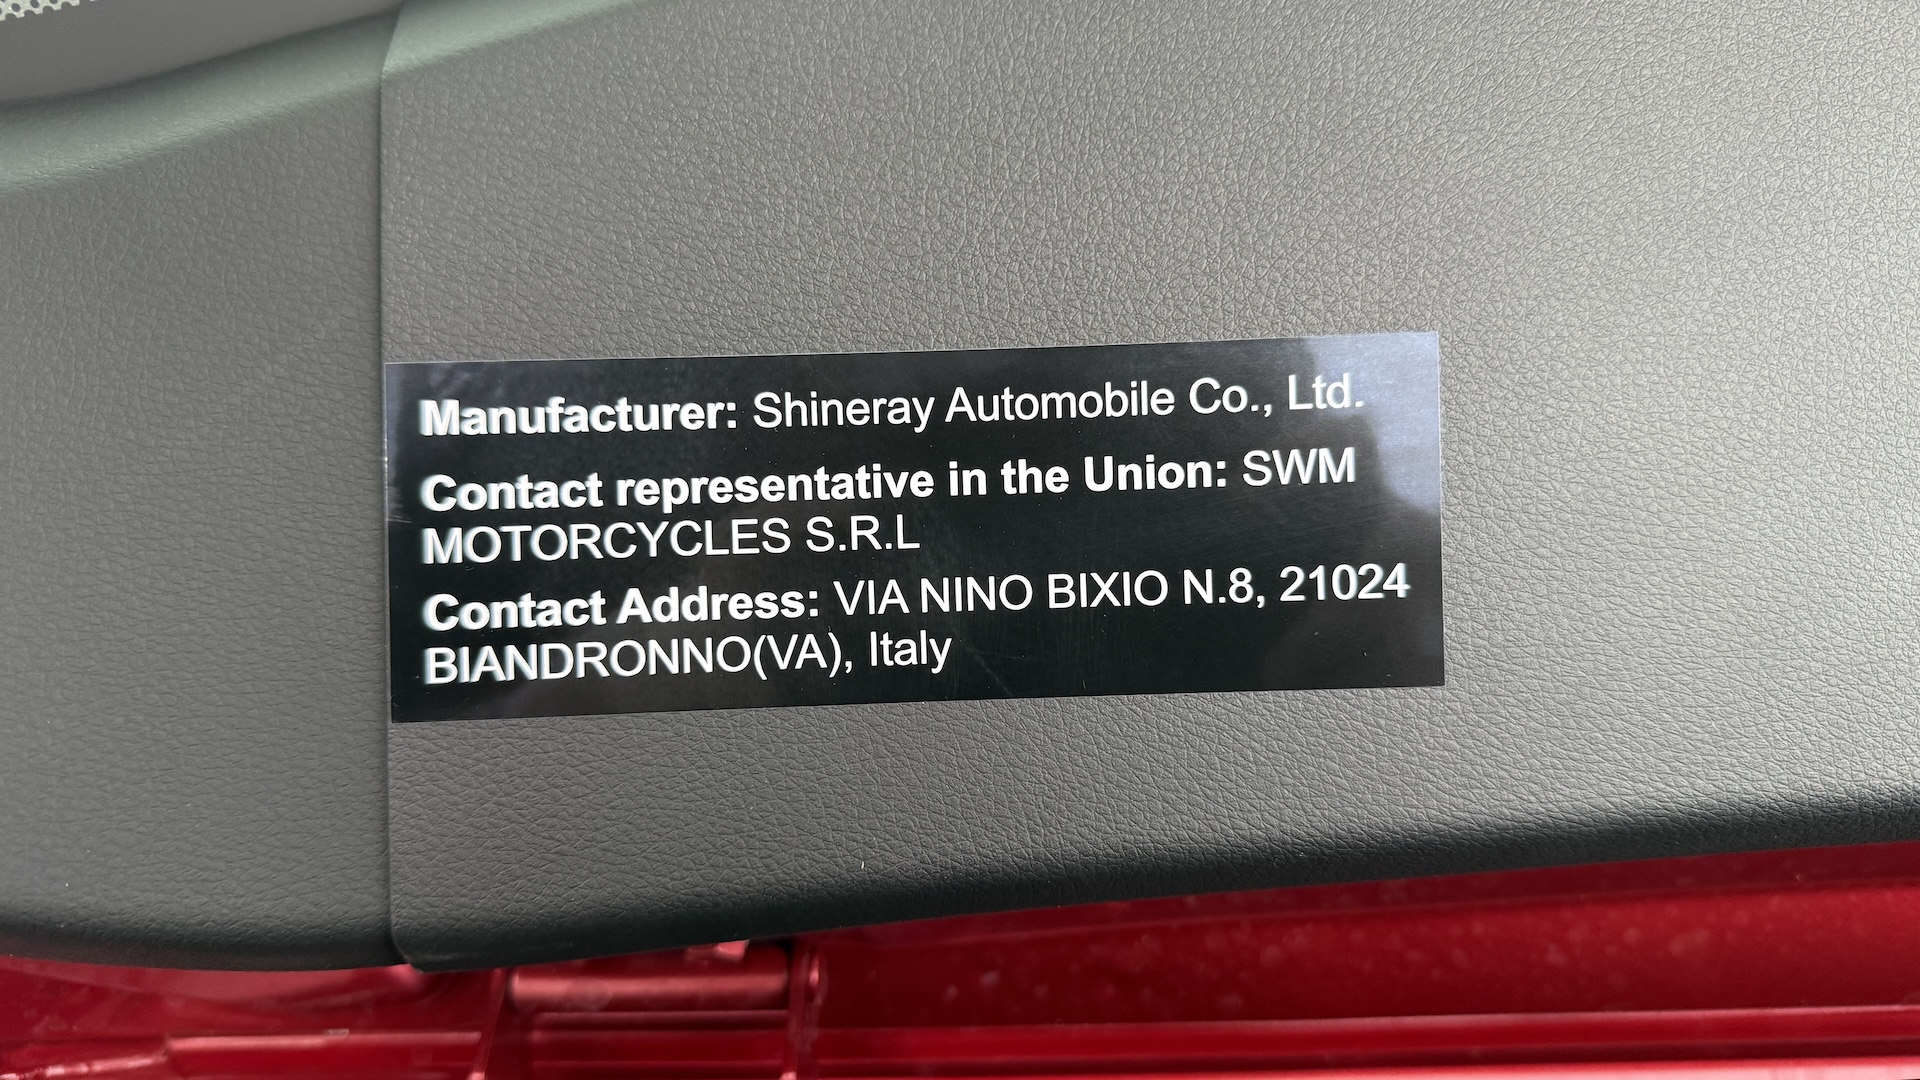 Manufacturer: Shineray Automobile Co., Ltd.
Contact representative in the Union: SWM
MOTORCYCLES S.R.L
Contact Address: VIA NINO BIXIO N.8, 21024
BIANDRONNO(VA), Italy